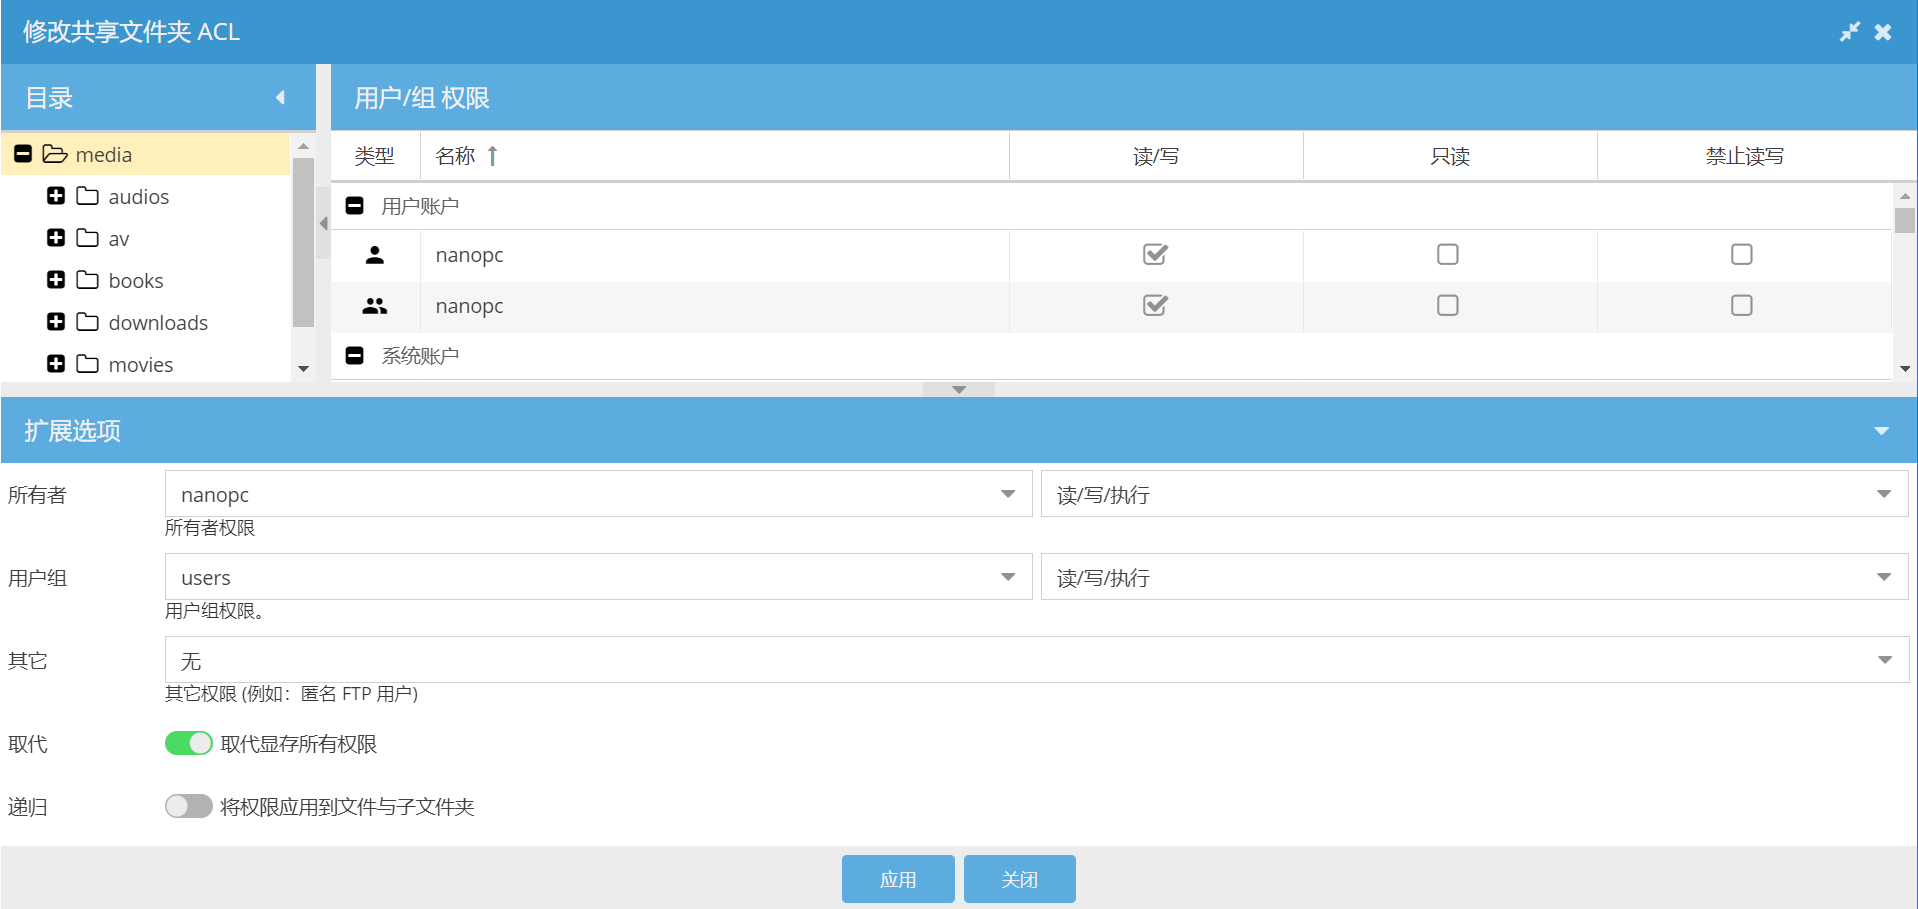 修改共享文件夹 ACL
目录
用户/组 权限
media
audios
av
books
downloads
movies
类型 名称 读/写 只读 禁止读写
用户账户
nanopc
nanopc
系统账户
扩展选项
所有者 nanopc 读/写/执行
所有者权限
用户组 users 读/写/执行
用户组权限。
其它 无
其它权限 (例如：匿名 FTP 用户)
取代 取代显存所有权限
递归 将权限应用到文件与子文件夹
应用 关闭